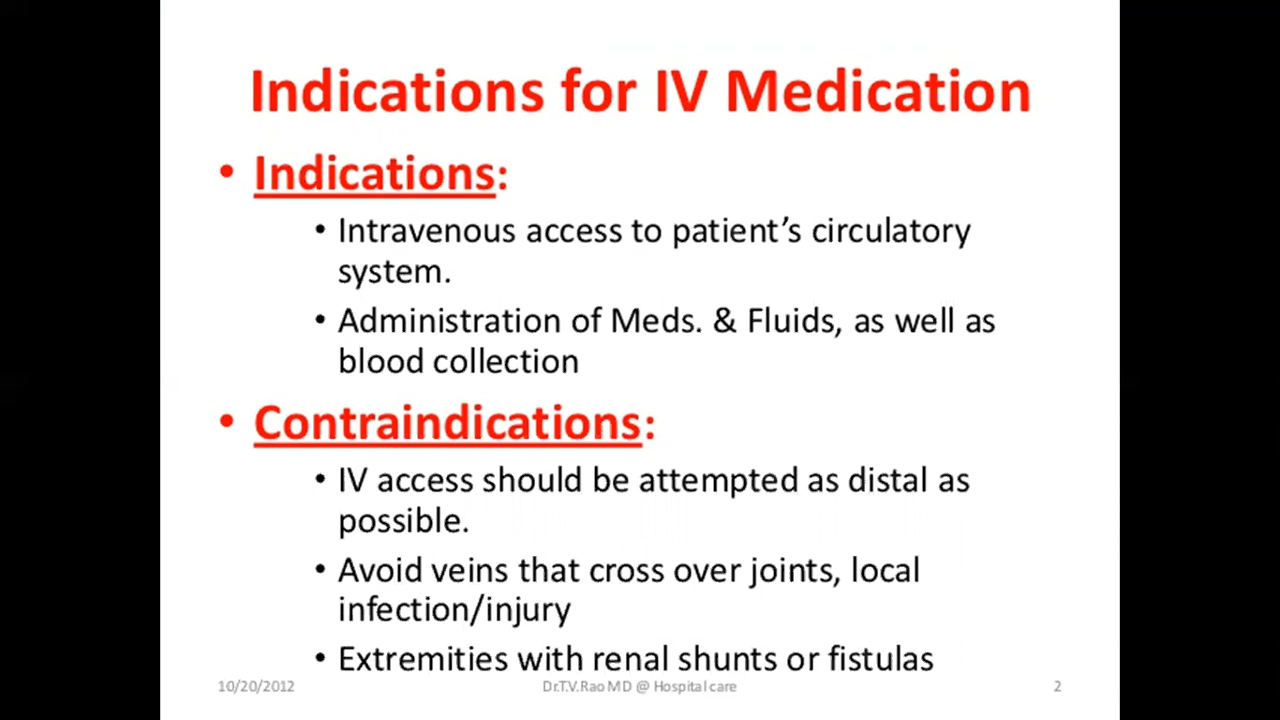 Indications for IV Medication
• Indications:
• Intravenous access to patient’s circulatory
system.
• Administration of Meds. & Fluids, as well as
blood collection
• Contraindications:
• IV access should be attempted as distal as
possible.
• Avoid veins that cross over joints, local
infection/injury
• Extremities with renal shunts or fistulas
10/20/2012 Dr.T.V.Rao MD @ Hospital care 2